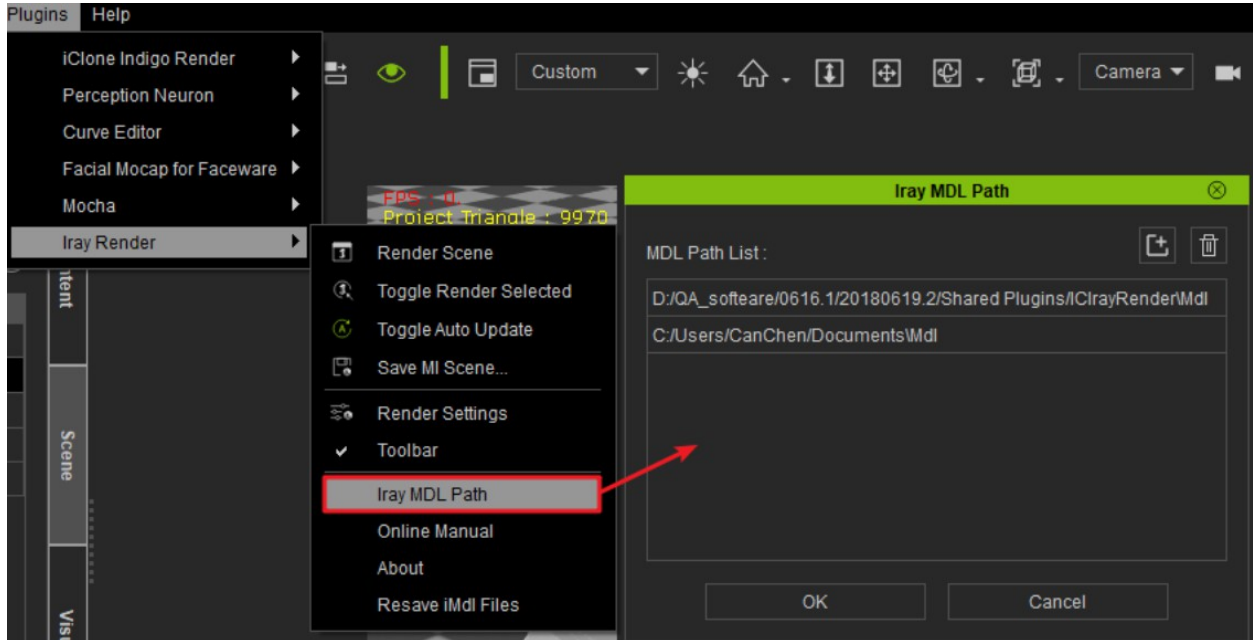 Plugins Help
iClone Indigo Render
Perception Neuron
Curve Editor
Facial Mocap for Faceware
Mocha
Iray Render
Custom
Camera
FPS : 0.
Project Triangle : 9970
Render Scene
Toggle Render Selected
Toggle Auto Update
Save MI Scene...
Render Settings
Toolbar
Iray MDL Path
Online Manual
About
Resave iMdl Files
Iray MDL Path
MDL Path List :
D:/QA_softeare/0616.1/20180619.2/Shared Plugins/ICIrayRender\Mdl
C:/Users/CanChen/Documents\Mdl
OK Cancel
Scene